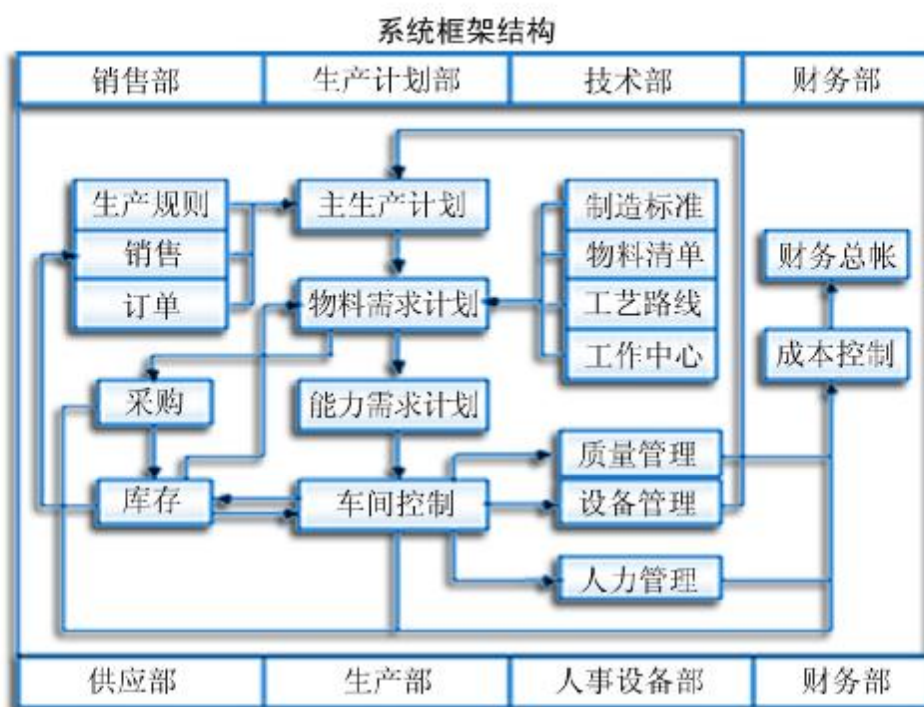 系统框架结构
销售部
生产计划部
技术部
财务部
生产规则
主生产计划
制造标准
销售
物料清单
财务总帐
订单
物料需求计划
工艺路线
工作中心
成本控制
采购
能力需求计划
质量管理
库存
车间控制
设备管理
人力管理
供应部
生产部
人事设备部
财务部